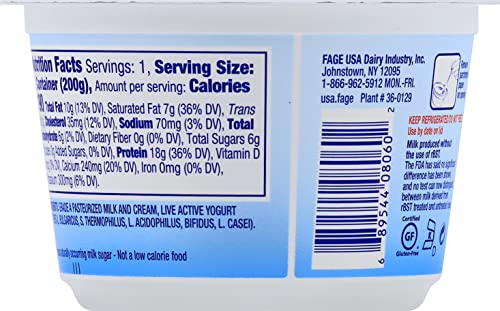 Nutrition Facts Servings: 1, Serving Size:
Container (200g), Amount per serving: Calories
Total Fat 10g (13% DV), Saturated Fat 7g (36% DV), Trans
Cholesterol 35mg (12% DV), Sodium 70mg (3% DV), Total
Carbohydrate 6g (2% DV), Dietary Fiber 0g (0% DV), Total Sugars 6g
Added Sugars, 0% DV), Protein 18g (36% DV), Vitamin D
DV), Calcium 240mg (20% DV), Iron 0mg (0% DV),
300mg (6% DV)
GRADE A PASTEURIZED MILK AND CREAM, LIVE ACTIVE YOGURT
BULGARICUS, S. THERMOPHILUS, L. ACIDOPHILUS, BIFIDUS, L. CASEI).
naturally occurring milk sugar - Not a low calorie food
FAGE USA Dairy Industry, Inc.
Johnstown, NY 12095
1-866-962-5912 MON.-FRI.
usa.fage Plant # 36-0129
6 89544 08060 2
KEEP REFRIGERATED
Use by date on lid
Milk produced without
the use of rBST.
The FDA has said no significant
difference has been shown,
and no test can now distinguish
between milk derived from
rBST treated and untreated
Certified
GF
Gluten-Free